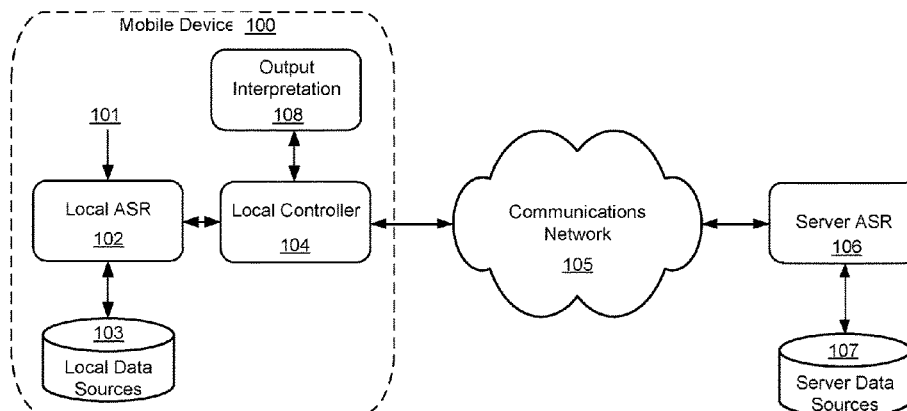 Mobile Device 100
Output
Interpretation
108
101
Local ASR
102
Local Controller
104
Communications
Network
105
Server ASR
106
103
Local Data
Sources
107
Server Data
Sources